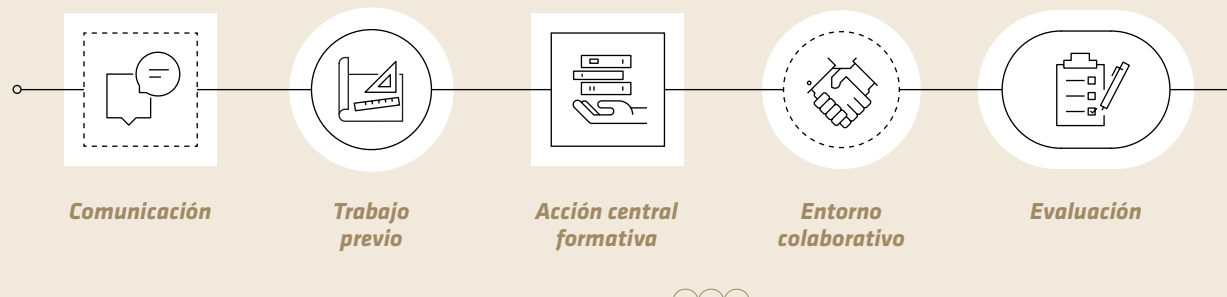 Comunicación
Trabajo
previo
Acción central
formativa
Entorno
colaborativo
Evaluación